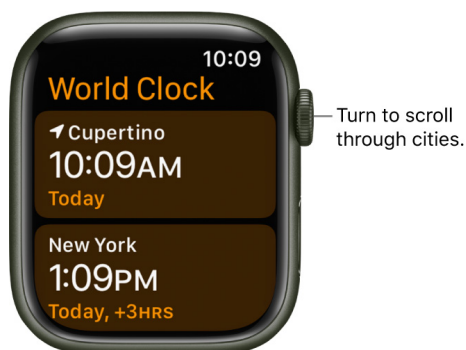 10:09
World Clock
Cupertino
10:09AM
Today
New York
1:09PM
Today, +3HRS
Turn to scroll
through cities.